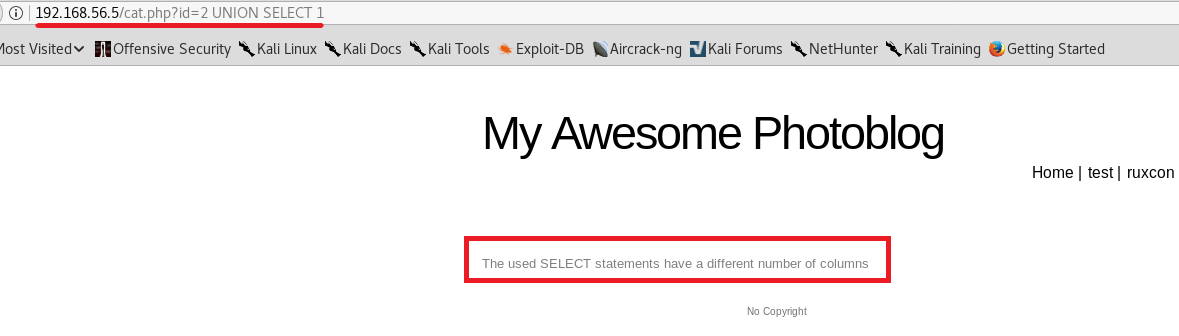 192.168.56.5/cat.php?id=2 UNION SELECT 1
Most Visited Offensive Security Kali Linux Kali Docs Kali Tools Exploit-DB Aircrack-ng Kali Forums NetHunter Kali Training Getting Started
My Awesome Photoblog
Home | test | ruxcon
The used SELECT statements have a different number of columns
No Copyright